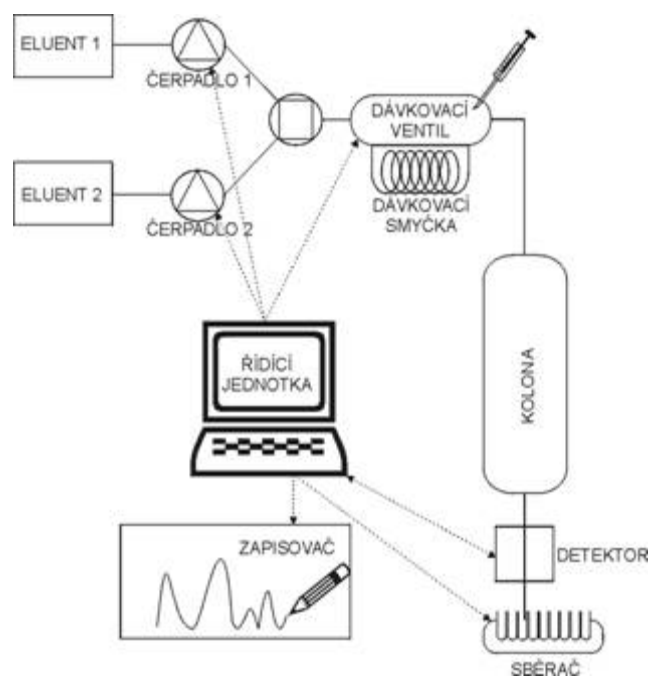 ELUENT 1
ČERPADLO 1
DÁVKOVACÍ
VENTIL
ELUENT 2
ČERPADLO 2
DÁVKOVACÍ
SMYČKA
ŘÍDÍCÍ
JEDNOTKA
KOLONA
ZAPISOVAČ
DETEKTOR
SBĚRAČ